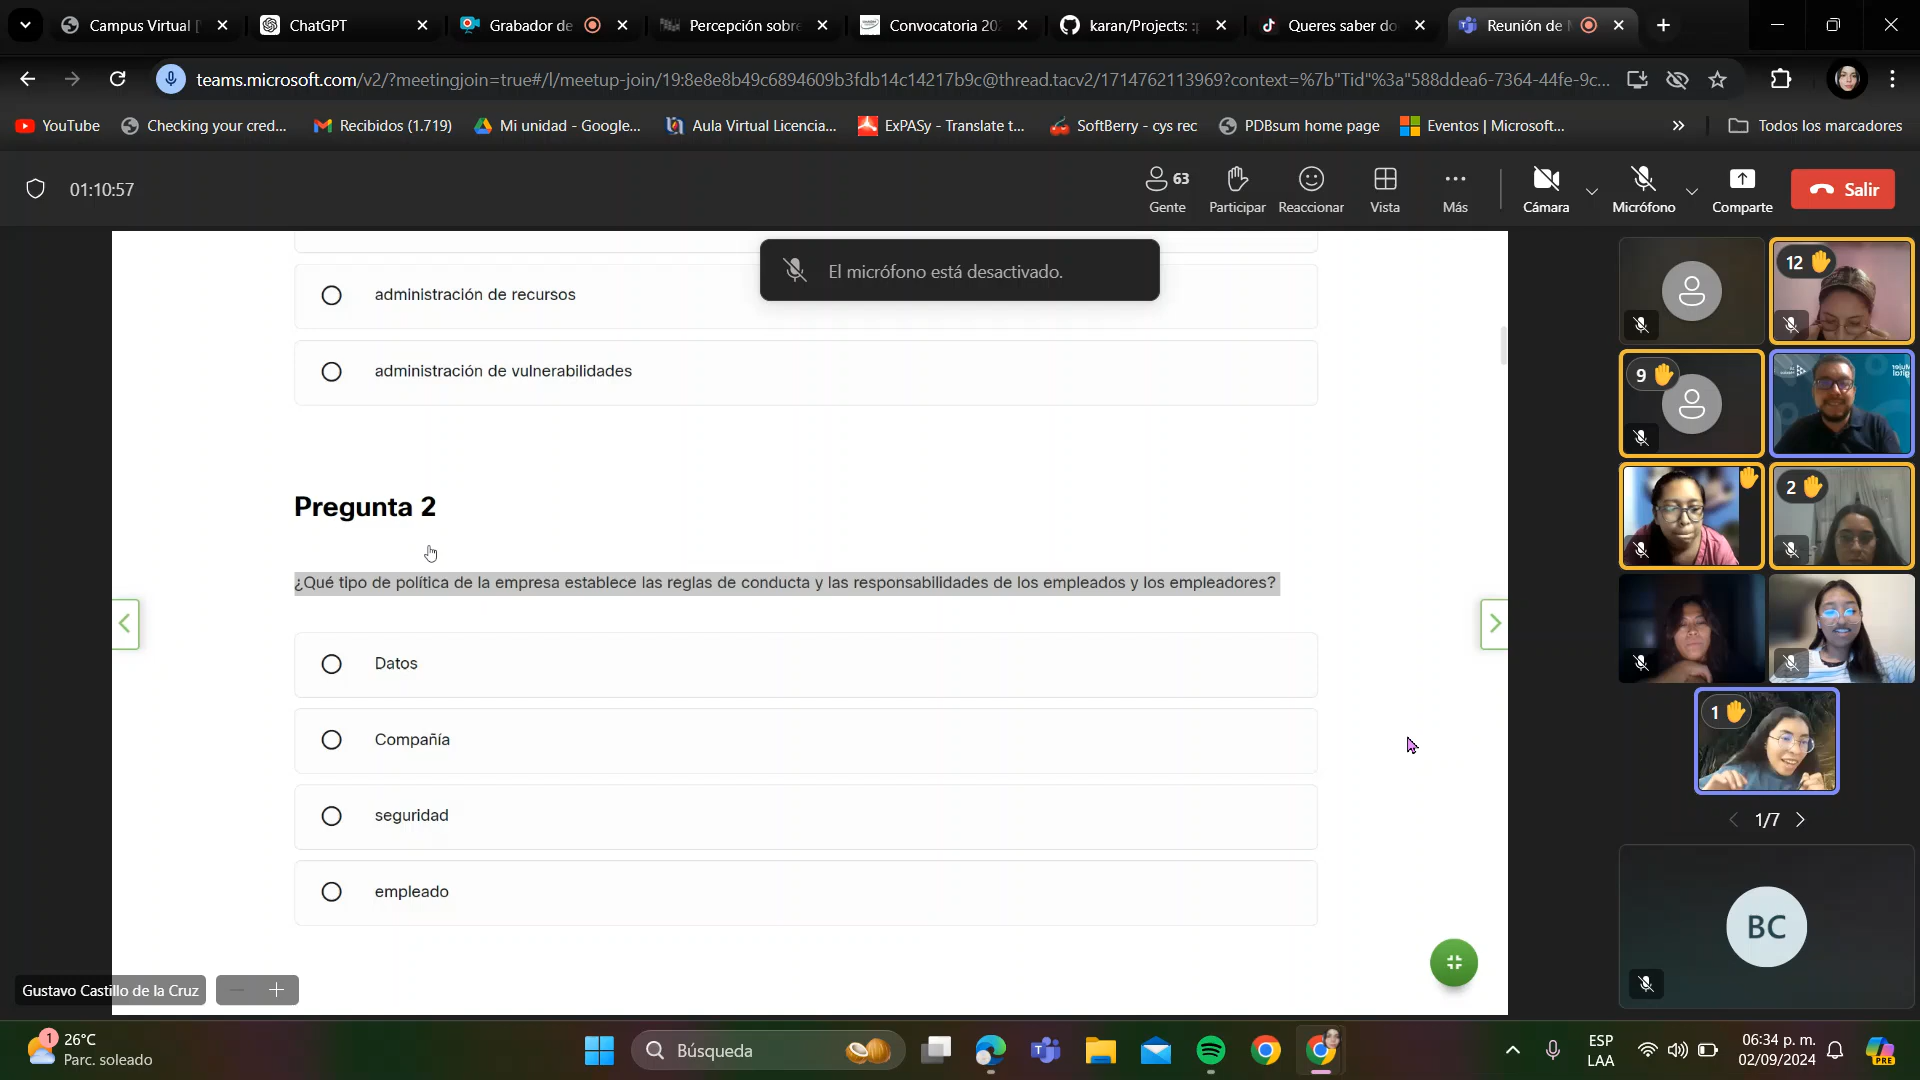 Campus Virtual [
ChatGPT
Grabador de
Percepción sobre
Convocatoria 202
karan/Projects: :p
Queres saber do
Reunión de M
teams.microsoft.com/v2/?meetingjoin=true#/l/meetup-join/19:8e8e8b49c6894609b3fdb14c14217b9c@thread.tacv2/1714762113969?context=%7b"Tid"%3a"588ddea6-7364-44fe-9c...
YouTube
Checking your cred...
Recibidos (1.719)
Mi unidad - Google...
Aula Virtual Licencia...
ExPASy - Translate t...
SoftBerry - cys rec
PDBsum home page
Eventos | Microsoft...
Todos los marcadores
01:10:57
63
Gente
Participar
Reaccionar
Vista
Más
Cámara
Micrófono
Comparte
Salir
El micrófono está desactivado.
administración de recursos
administración de vulnerabilidades
Pregunta 2
¿Qué tipo de política de la empresa establece las reglas de conducta y las responsabilidades de los empleados y los empleadores?
Datos
Compañía
seguridad
empleado
Gustavo Castillo de la Cruz
12
9
2
1
1/7
BC
1
26°C
Parc. soleado
Búsqueda
ESP
LAA
06:34 p. m.
02/09/2024
PRE